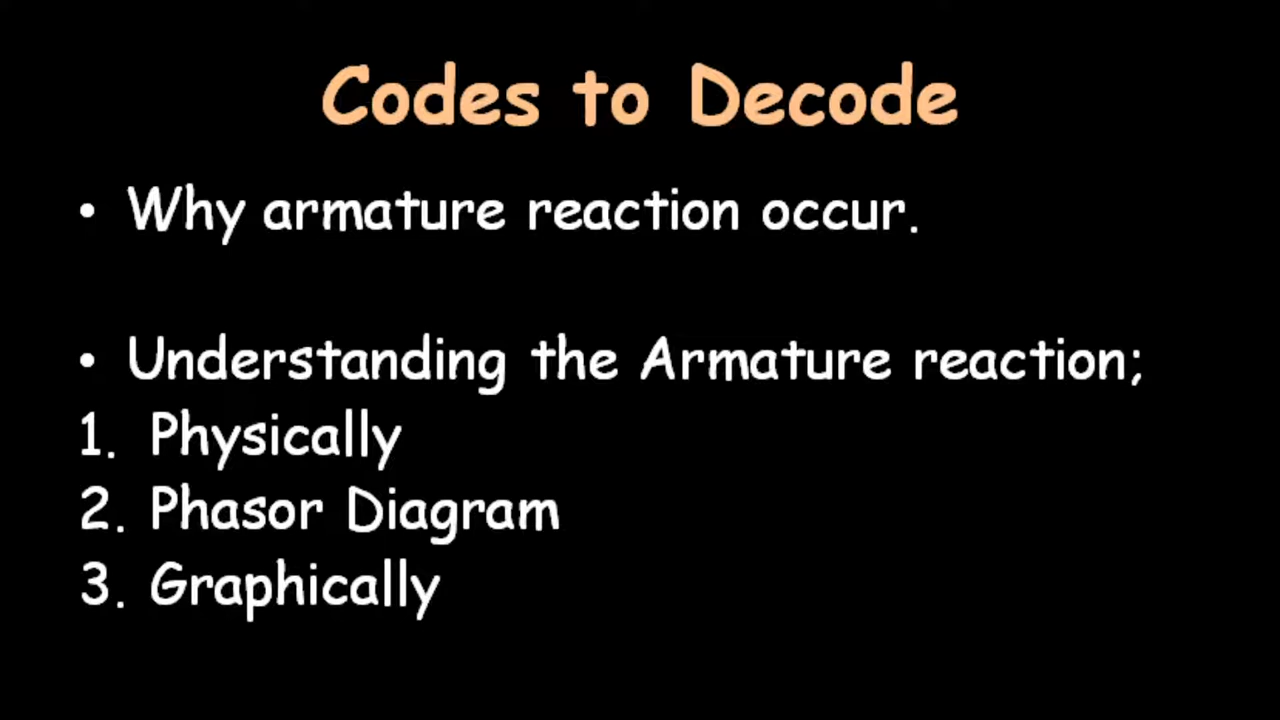 Codes to Decode
• Why armature reaction occur.
• Understanding the Armature reaction;
1. Physically
2. Phasor Diagram
3. Graphically